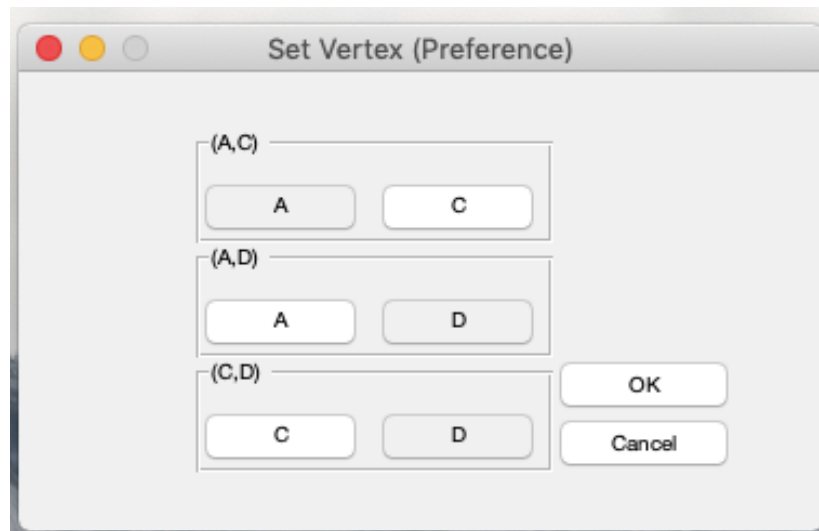 Set Vertex (Preference)
(A,C)
A C
(A,D)
A D
(C,D)
C D
OK
Cancel